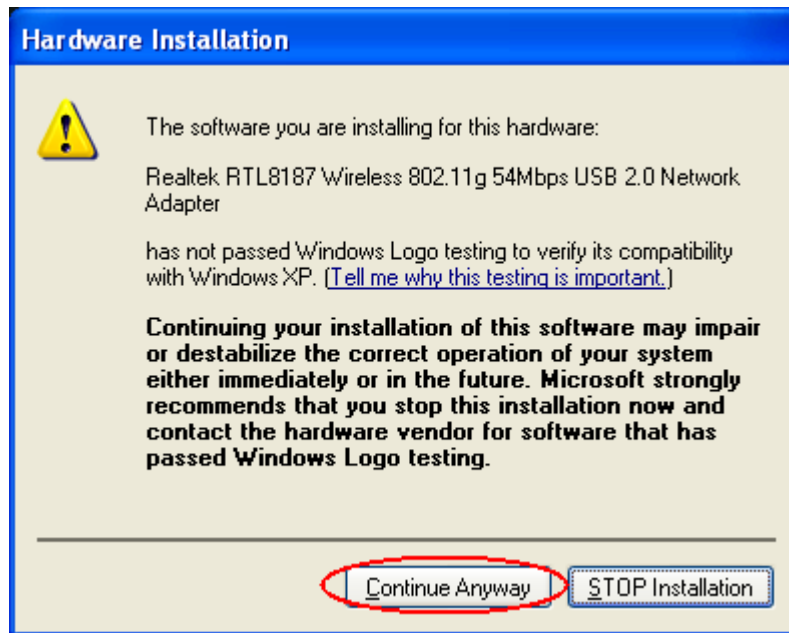 Hardware Installation
The software you are installing for this hardware:
Realtek RTL8187 Wireless 802.11g 54Mbps USB 2.0 Network
Adapter
has not passed Windows Logo testing to verify its compatibility
with Windows XP. (Tell me why this testing is important.)
Continuing your installation of this software may impair
or destabilize the correct operation of your system
either immediately or in the future. Microsoft strongly
recommends that you stop this installation now and
contact the hardware vendor for software that has
passed Windows Logo testing.
Continue Anyway STOP Installation